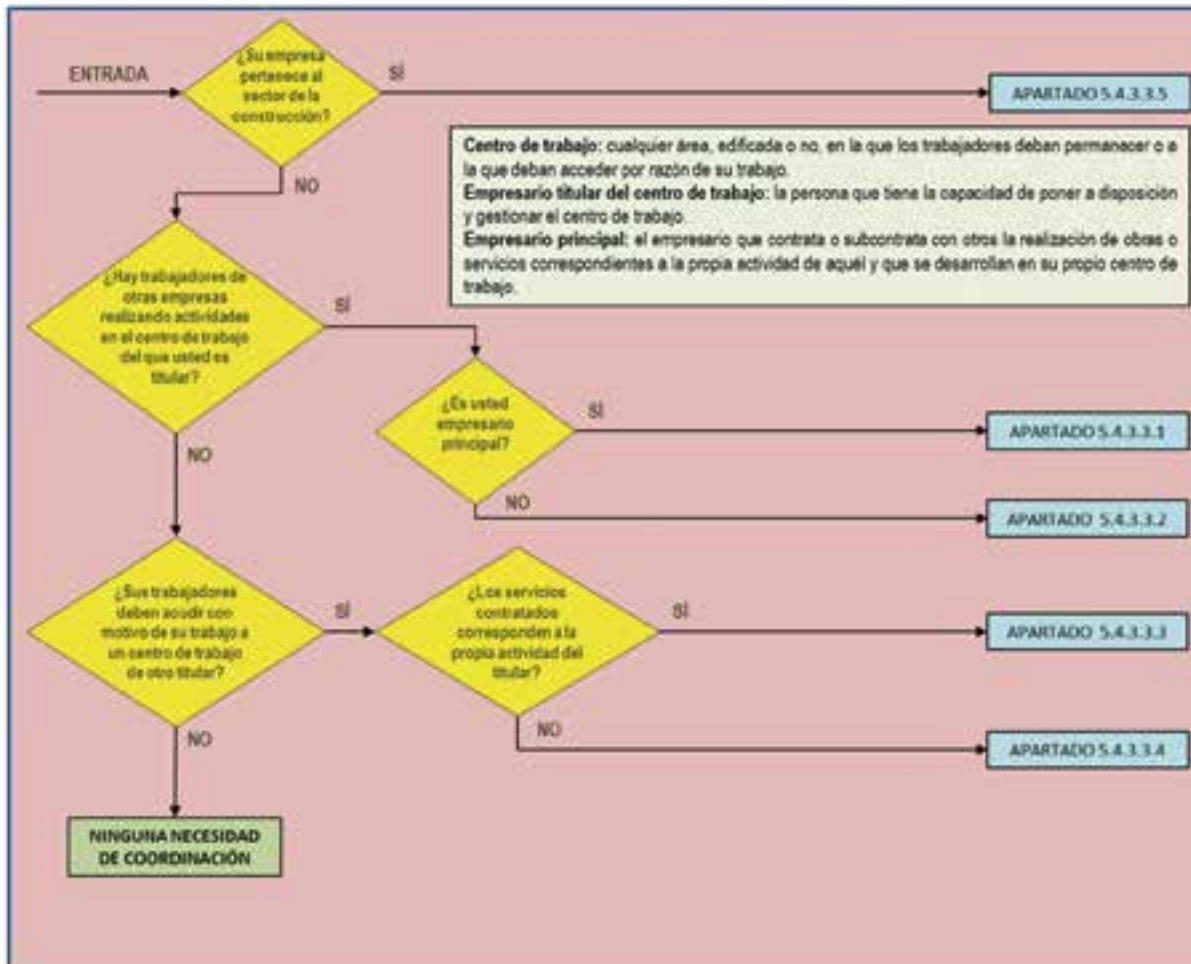 ¿Su empresa
pertenece al
sector de la
construcción?
ENTRADA
SÍ
APARTADO 5.4.3.3.5
NO
Centro de trabajo: cualquier área, edificada o no, en la que los trabajadores deban permanecer o a
la que deban acceder por razón de su trabajo.
Empresario titular del centro de trabajo: la persona que tiene la capacidad de poner a disposición
y gestionar el centro de trabajo.
Empresario principal: el empresario que contrata o subcontrata con otros la realización de obras o
servicios correspondientes a la propia actividad de aquél y que se desarrollan en su propio centro de
trabajo.
¿Hay trabajadores de
otras empresas
realizando actividades
en el centro de trabajo
del que usted es
titular?
SÍ
¿Es usted
empresario
principal?
SÍ
APARTADO 5.4.3.3.1
NO
NO
APARTADO 5.4.3.3.2
¿Sus trabajadores
deben acudir con
motivo de su trabajo a
un centro de trabajo
de otro titular?
SÍ
¿Los servicios
contratados
corresponden a la
propia actividad del
titular?
SÍ
APARTADO 5.4.3.3.3
NO
NO
APARTADO 5.4.3.3.4
NINGUNA NECESIDAD
DE COORDINACIÓN